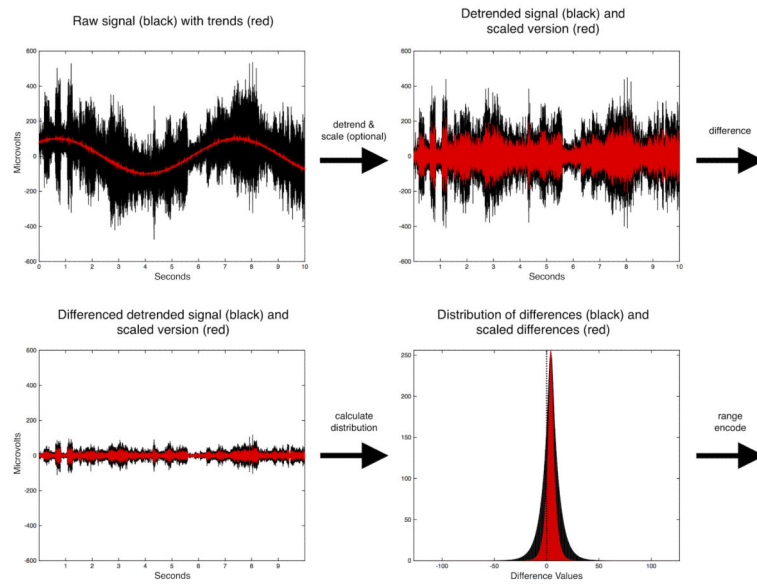 Raw signal (black) with trends (red)
600
400
200
0
-200
-400
-600
Microvolts
0 1 2 3 4 5 6 7 8 9 10
Seconds
detrend &
scale (optional)
Detrended signal (black) and
scaled version (red)
600
400
200
0
-200
-400
-600
0 1 2 3 4 5 6 7 8 9 10
Seconds
difference
Differenced detrended signal (black) and
scaled version (red)
600
400
200
0
-200
-400
-600
Microvolts
0 1 2 3 4 5 6 7 8 9 10
Seconds
calculate
distribution
Distribution of differences (black) and
scaled differences (red)
250
200
150
100
50
0
-100 -50 0 50 100
Difference Values
range
encode